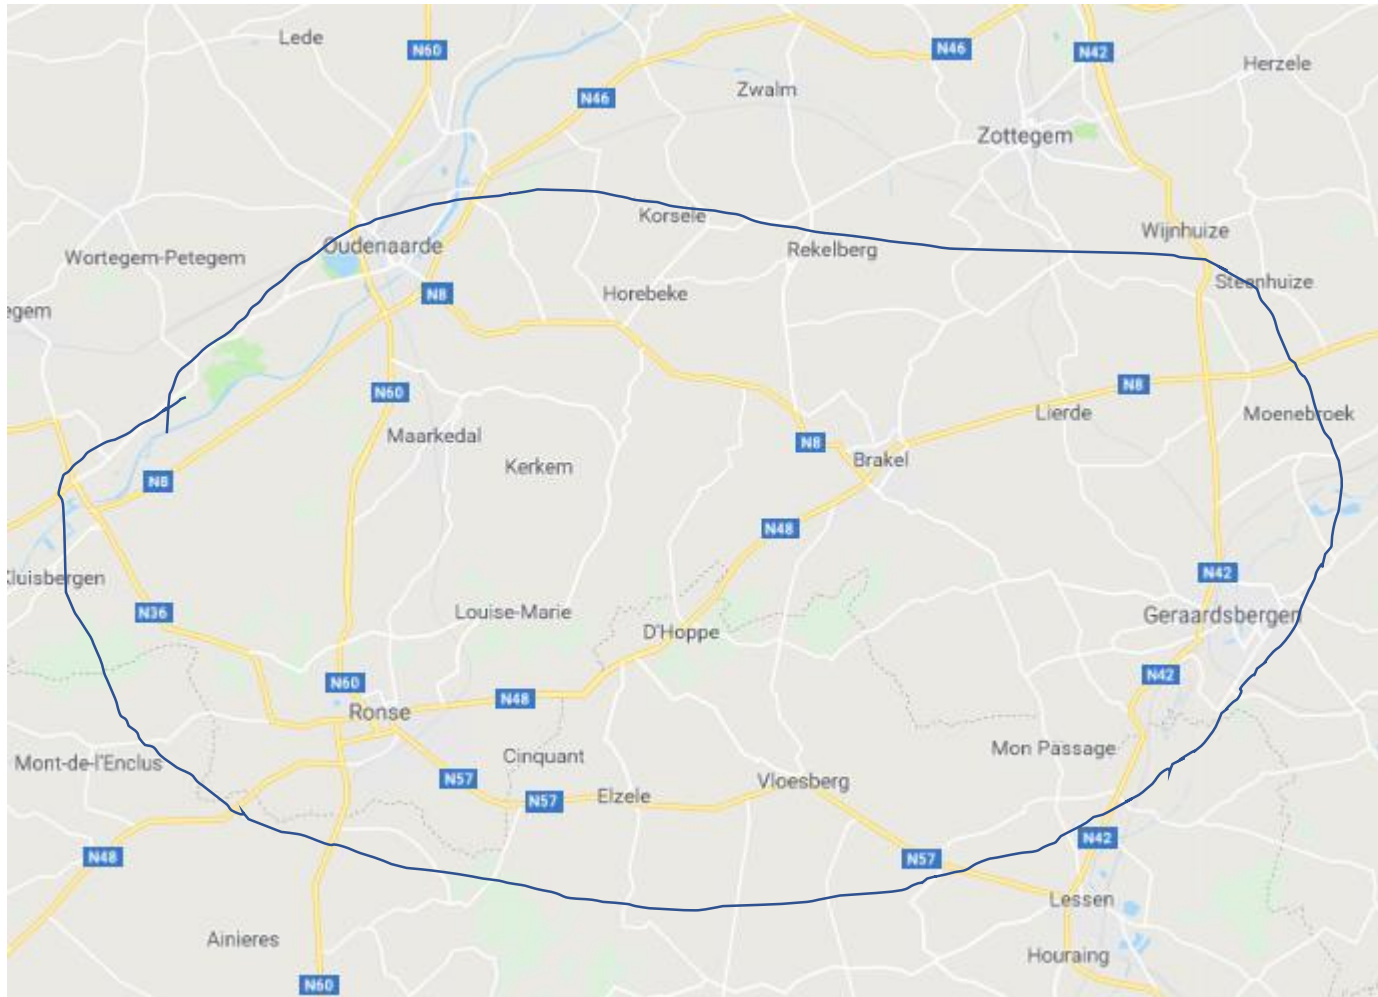 Lede
N60
N46
N42
Herzele
Zwalm
N46
Zottegem
Korsele
Wijnhuize
Oudenaarde
Rekelberg
Wortegem-Petegem
Steenhuize
N8
Horebeke
egem
N8
N60
Lierde
Moenebroek
Maarkedal
N8
Kerkem
Brakel
N8
N48
Kluisbergen
N42
N36
Louise-Marie
Geraardsbergen
D'Hoppe
N60
N42
N48
Ronse
Mon Passage
Cinquant
Mont-de-l'Enclus
N57
Vloesberg
N57
Elzele
N42
N48
N57
Lessen
Ainieres
Houraing
N60